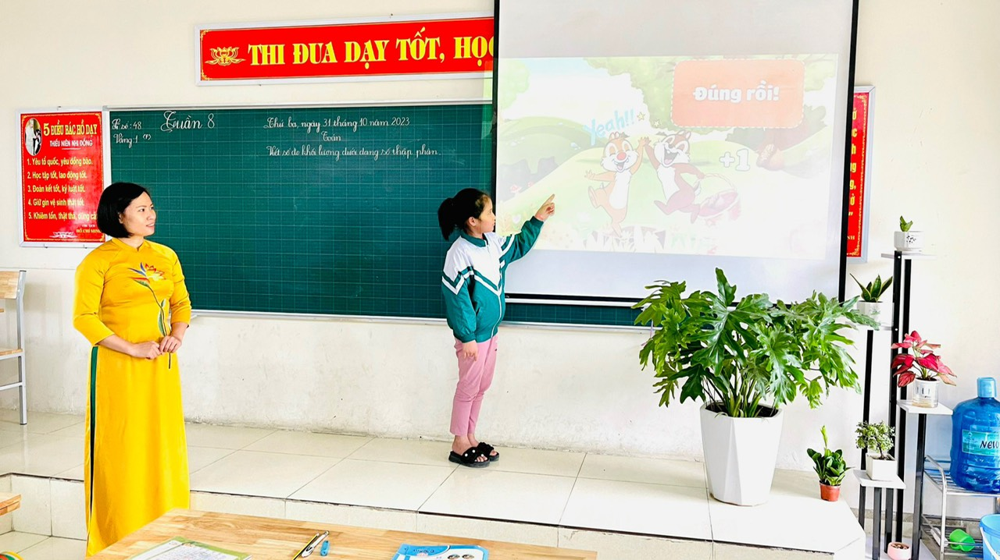 THI ĐUA DẠY TỐT, HỌC
5 ĐIỀU BÁC HỒ DẠY
THIẾU NIÊN NHI ĐỒNG
1. Yêu tổ quốc, yêu đồng bào.
2. Học tập tốt, lao động tốt.
3. Đoàn kết tốt, kỷ luật tốt.
4. Giữ gìn vệ sinh thật tốt.
5. Khiêm tốn, thật thà, dũng cả
HỒ CHÍ MINH
Sĩ số: 48
Vắng: 1 (P)
Tuần 8
Thứ ba, ngày 31 tháng 10 năm 2023
Toán
Viết số đo khối lượng dưới dạng số thập phân.
Đúng rồi!
Yeah!!
+1